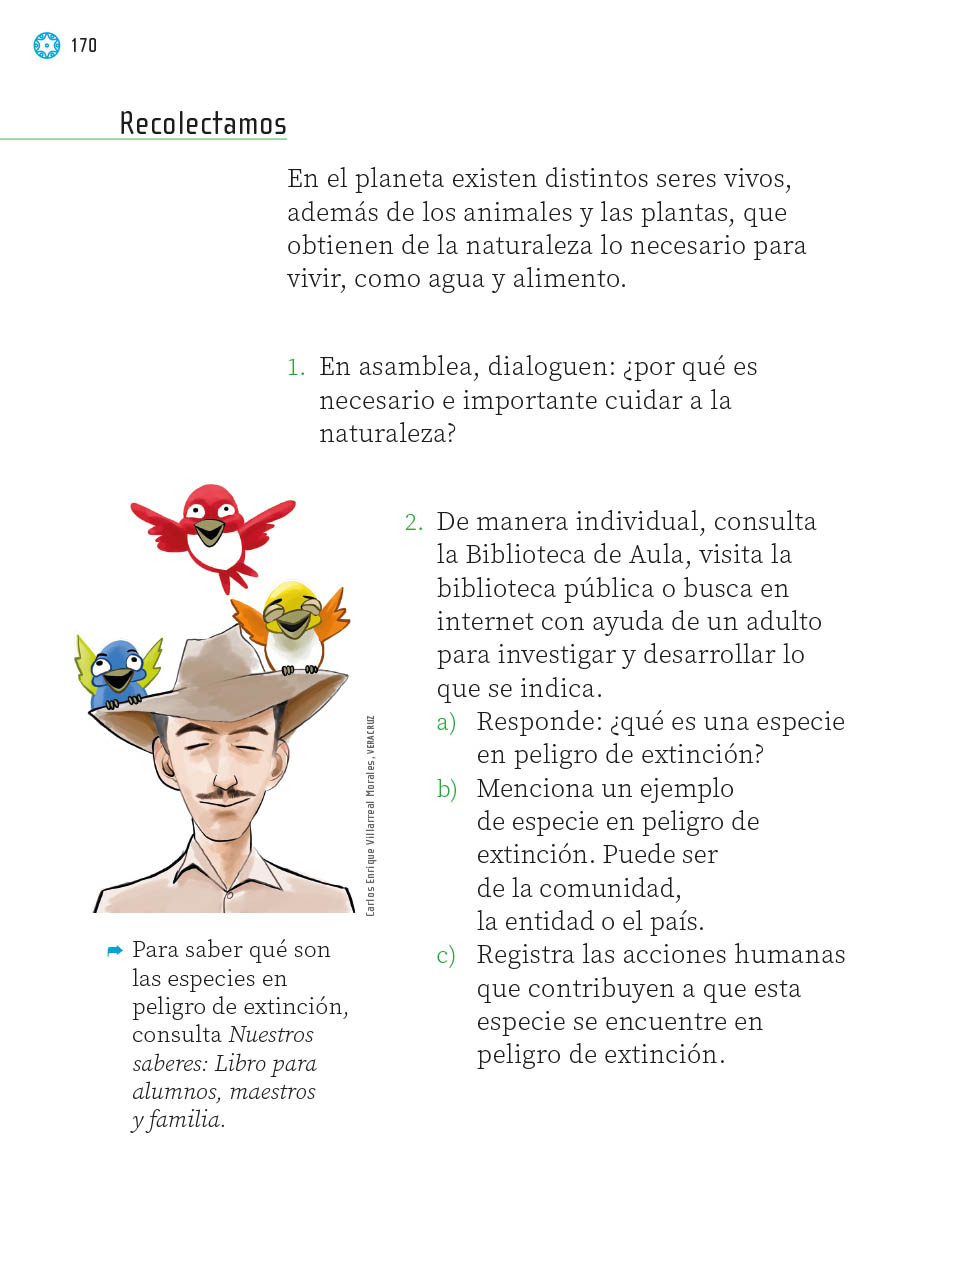 170
Recolectamos
En el planeta existen distintos seres vivos,
además de los animales y las plantas, que
obtienen de la naturaleza lo necesario para
vivir, como agua y alimento.
1. En asamblea, dialoguen: ¿por qué es
necesario e importante cuidar a la
naturaleza?
2. De manera individual, consulta
la Biblioteca de Aula, visita la
biblioteca pública o busca en
internet con ayuda de un adulto
para investigar y desarrollar lo
que se indica.
a) Responde: ¿qué es una especie
en peligro de extinción?
b) Menciona un ejemplo
de especie en peligro de
extinción. Puede ser
de la comunidad,
la entidad o el país.
c) Registra las acciones humanas
que contribuyen a que esta
especie se encuentre en
peligro de extinción.
Carlos Enrique Villarreal Morales, VERACRUZ
Para saber qué son
las especies en
peligro de extinción,
consulta Nuestros
saberes: Libro para
alumnos, maestros
y familia.